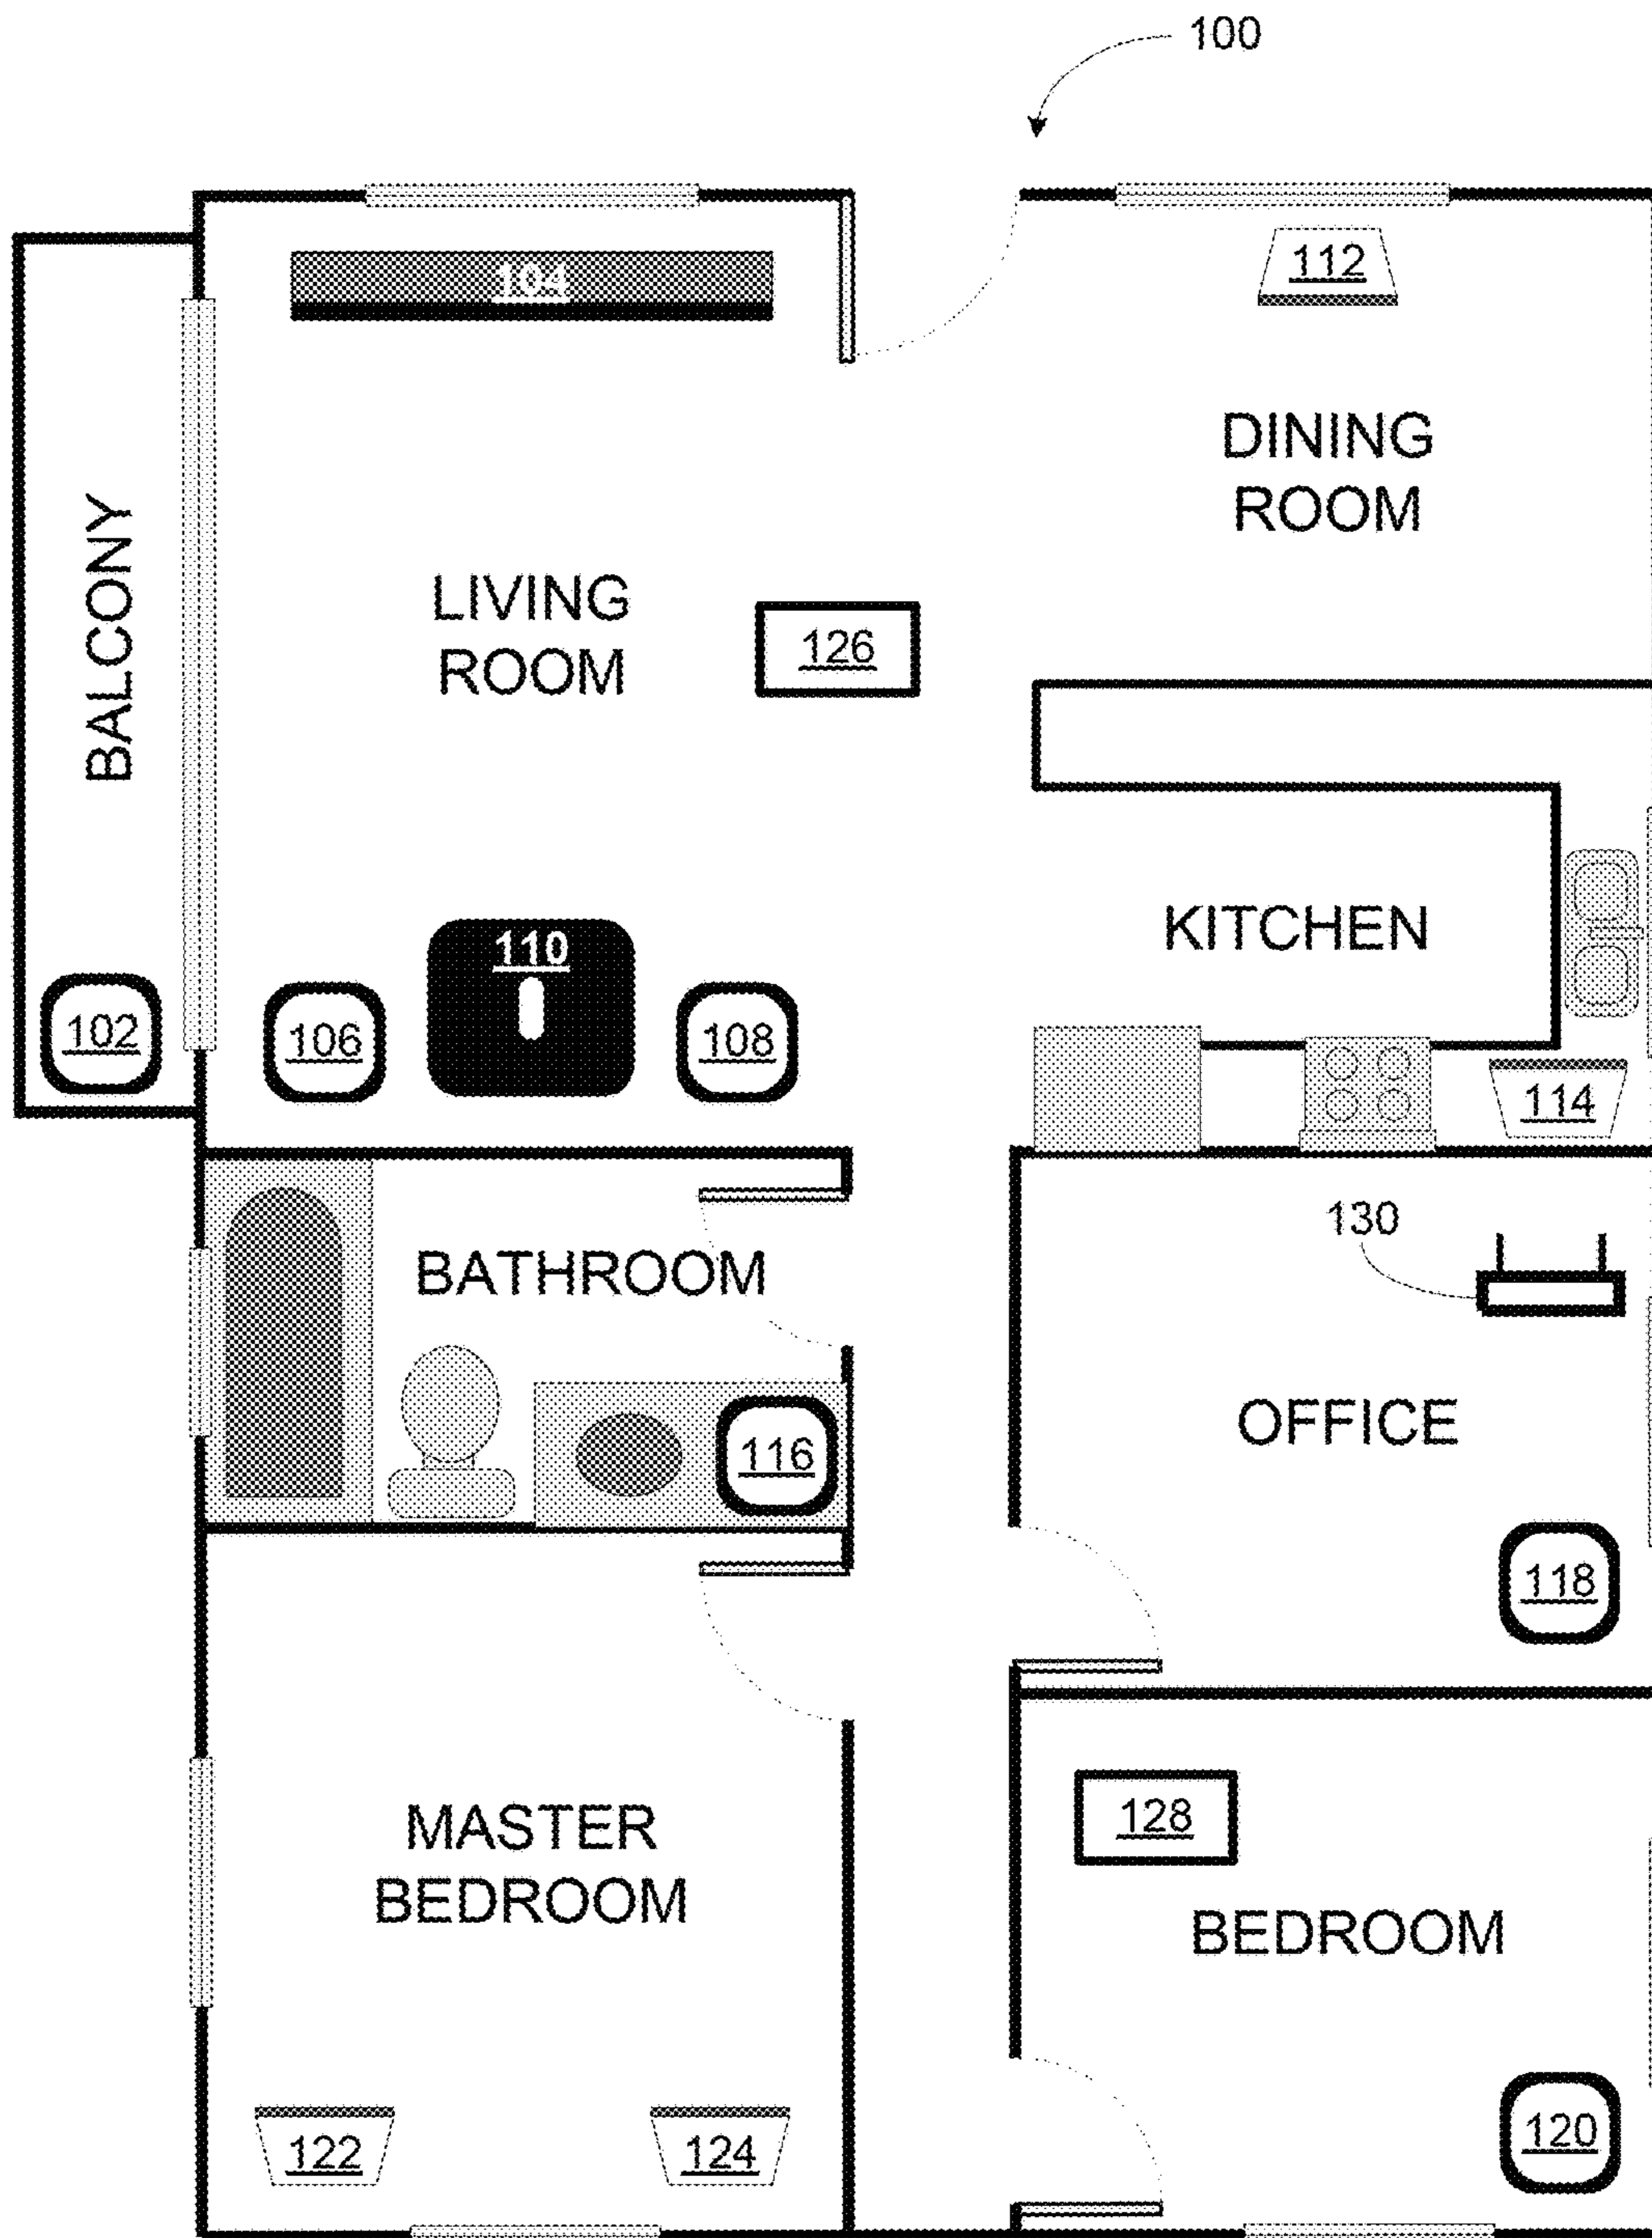 100
104
112
DINING
ROOM
BALCONY
LIVING
ROOM
126
KITCHEN
110
102
106
108
114
130
BATHROOM
OFFICE
116
118
MASTER
BEDROOM
128
BEDROOM
122
124
120